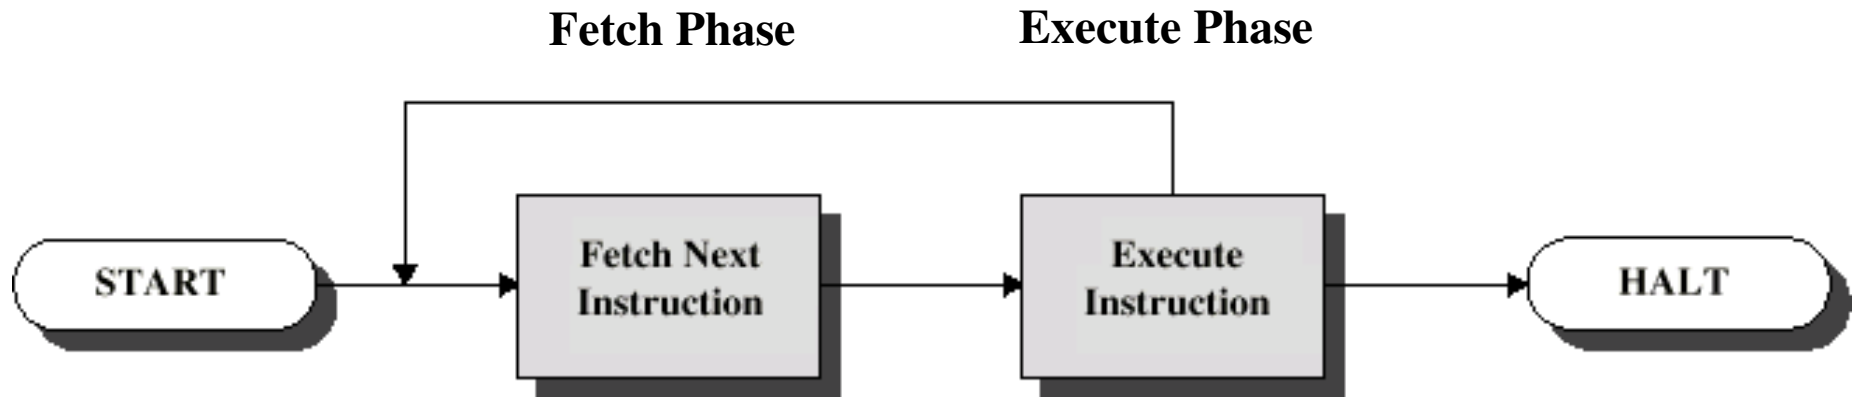 Fetch Phase
Execute Phase
START
Fetch Next
Instruction
Execute
Instruction
HALT